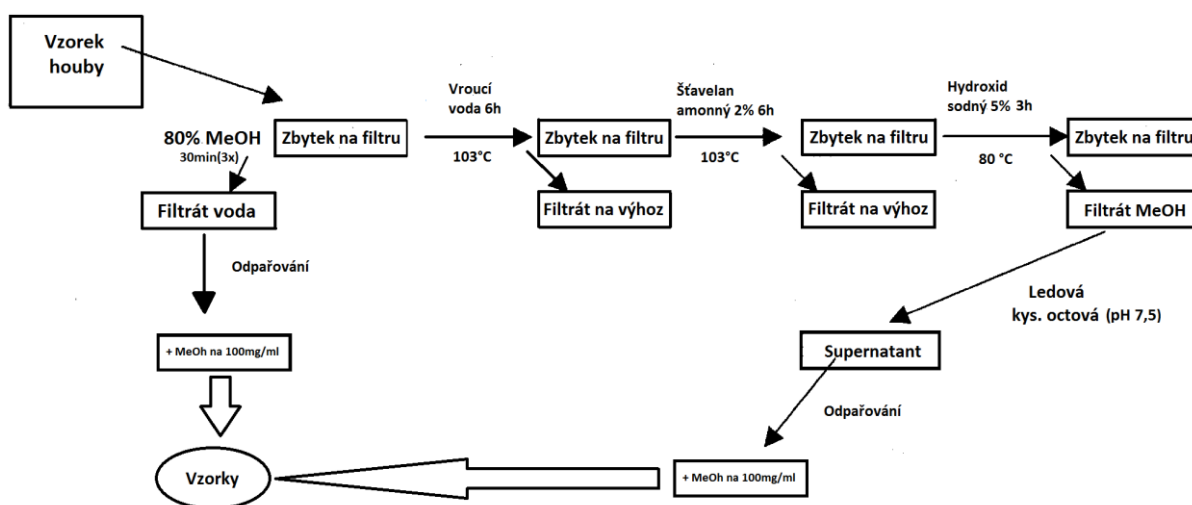 Vzorek
houby
80% MeOH
30min(3x)
Zbytek na filtru
Vroucí
voda 6h
103°C
Zbytek na filtru
Šťavelan
amonný 2% 6h
103°C
Zbytek na filtru
Hydroxid
sodný 5% 3h
80 °C
Zbytek na filtru
Filtrát voda
Filtrát na výhoz
Filtrát na výhoz
Filtrát MeOH
Odpařování
Ledová
kys. octová (pH 7,5)
+ MeOh na 100mg/ml
Supernatant
Odpařování
Vzorky
+ MeOh na 100mg/ml